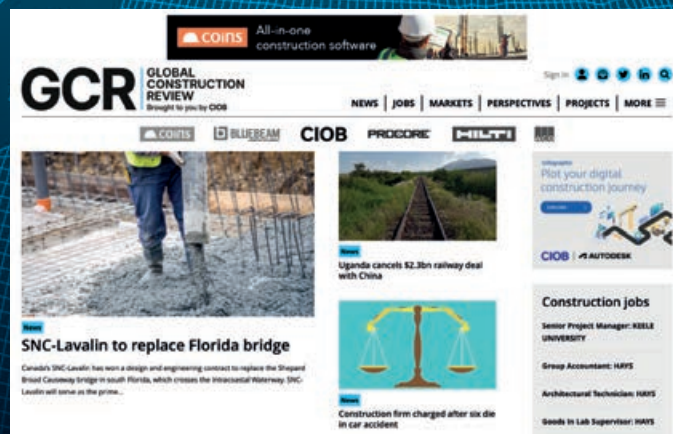 coins
All-in-one
construction software
GCR
GLOBAL
CONSTRUCTION
REVIEW
Brought to you by CIOB
Sign in
NEWS | JOBS | MARKETS | PERSPECTIVES | PROJECTS | MORE
coins BLUEBEAM CIOB PROCORE HILTI
News
SNC-Lavalin to replace Florida bridge
Canada's SNC-Lavalin has won a design and engineering contract to replace the Shepard
Broad Causeway bridge in south Florida, which crosses the Intracoastal Waterway. SNC-
Lavalin will serve as the prime...
News
Uganda cancels $2.3bn railway deal
with China
News
Construction firm charged after six die
in car accident
Infographic
Plot your digital
construction journey
CIOB | AUTODESK
Construction jobs
Senior Project Manager: KEELE
UNIVERSITY
Group Accountant: HAYS
Architectural Technician: HAYS
Goods In Lab Supervisor: HAYS